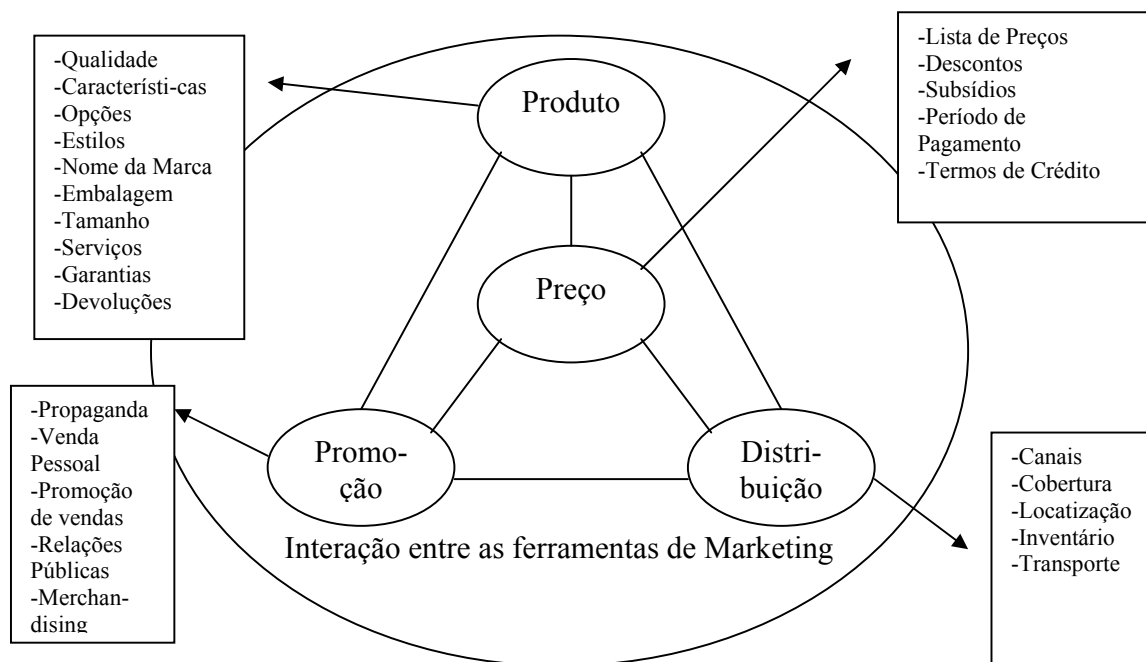 -Qualidade
-Característi-cas
-Opções
-Estilos
-Nome da Marca
-Embalagem
-Tamanho
-Serviços
-Garantias
-Devoluções
Produto
-Lista de Preços
-Descontos
-Subsídios
-Período de
Pagamento
-Termos de Crédito
Preço
-Propaganda
-Venda
Pessoal
-Promoção
de vendas
-Relações
Públicas
-Merchan-
dising
Promo-
ção
Distri-
buição
-Canais
-Cobertura
-Locatização
-Inventário
-Transporte
Interação entre as ferramentas de Marketing